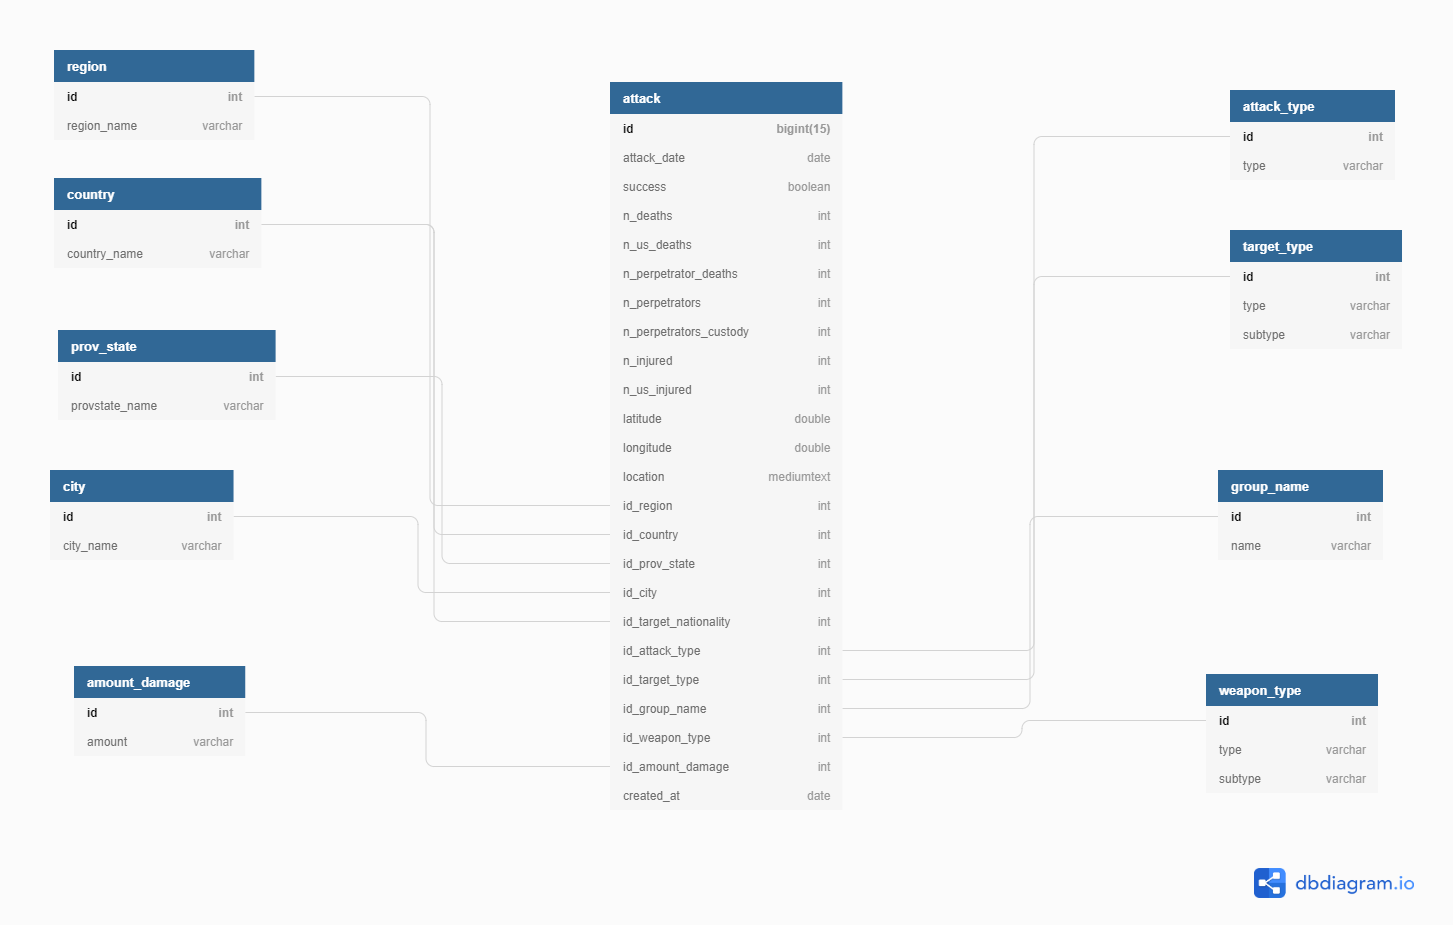 region
id int
region_name varchar
country
id int
country_name varchar
prov_state
id int
provstate_name varchar
city
id int
city_name varchar
amount_damage
id int
amount varchar
attack
id bigint(15)
attack_date date
success boolean
n_deaths int
n_us_deaths int
n_perpetrator_deaths int
n_perpetrators int
n_perpetrators_custody int
n_injured int
n_us_injured int
latitude double
longitude double
location mediumtext
id_region int
id_country int
id_prov_state int
id_city int
id_target_nationality int
id_attack_type int
id_target_type int
id_group_name int
id_weapon_type int
id_amount_damage int
created_at date
attack_type
id int
type varchar
target_type
id int
type varchar
subtype varchar
group_name
id int
name varchar
weapon_type
id int
type varchar
subtype varchar
dbdiagram.io